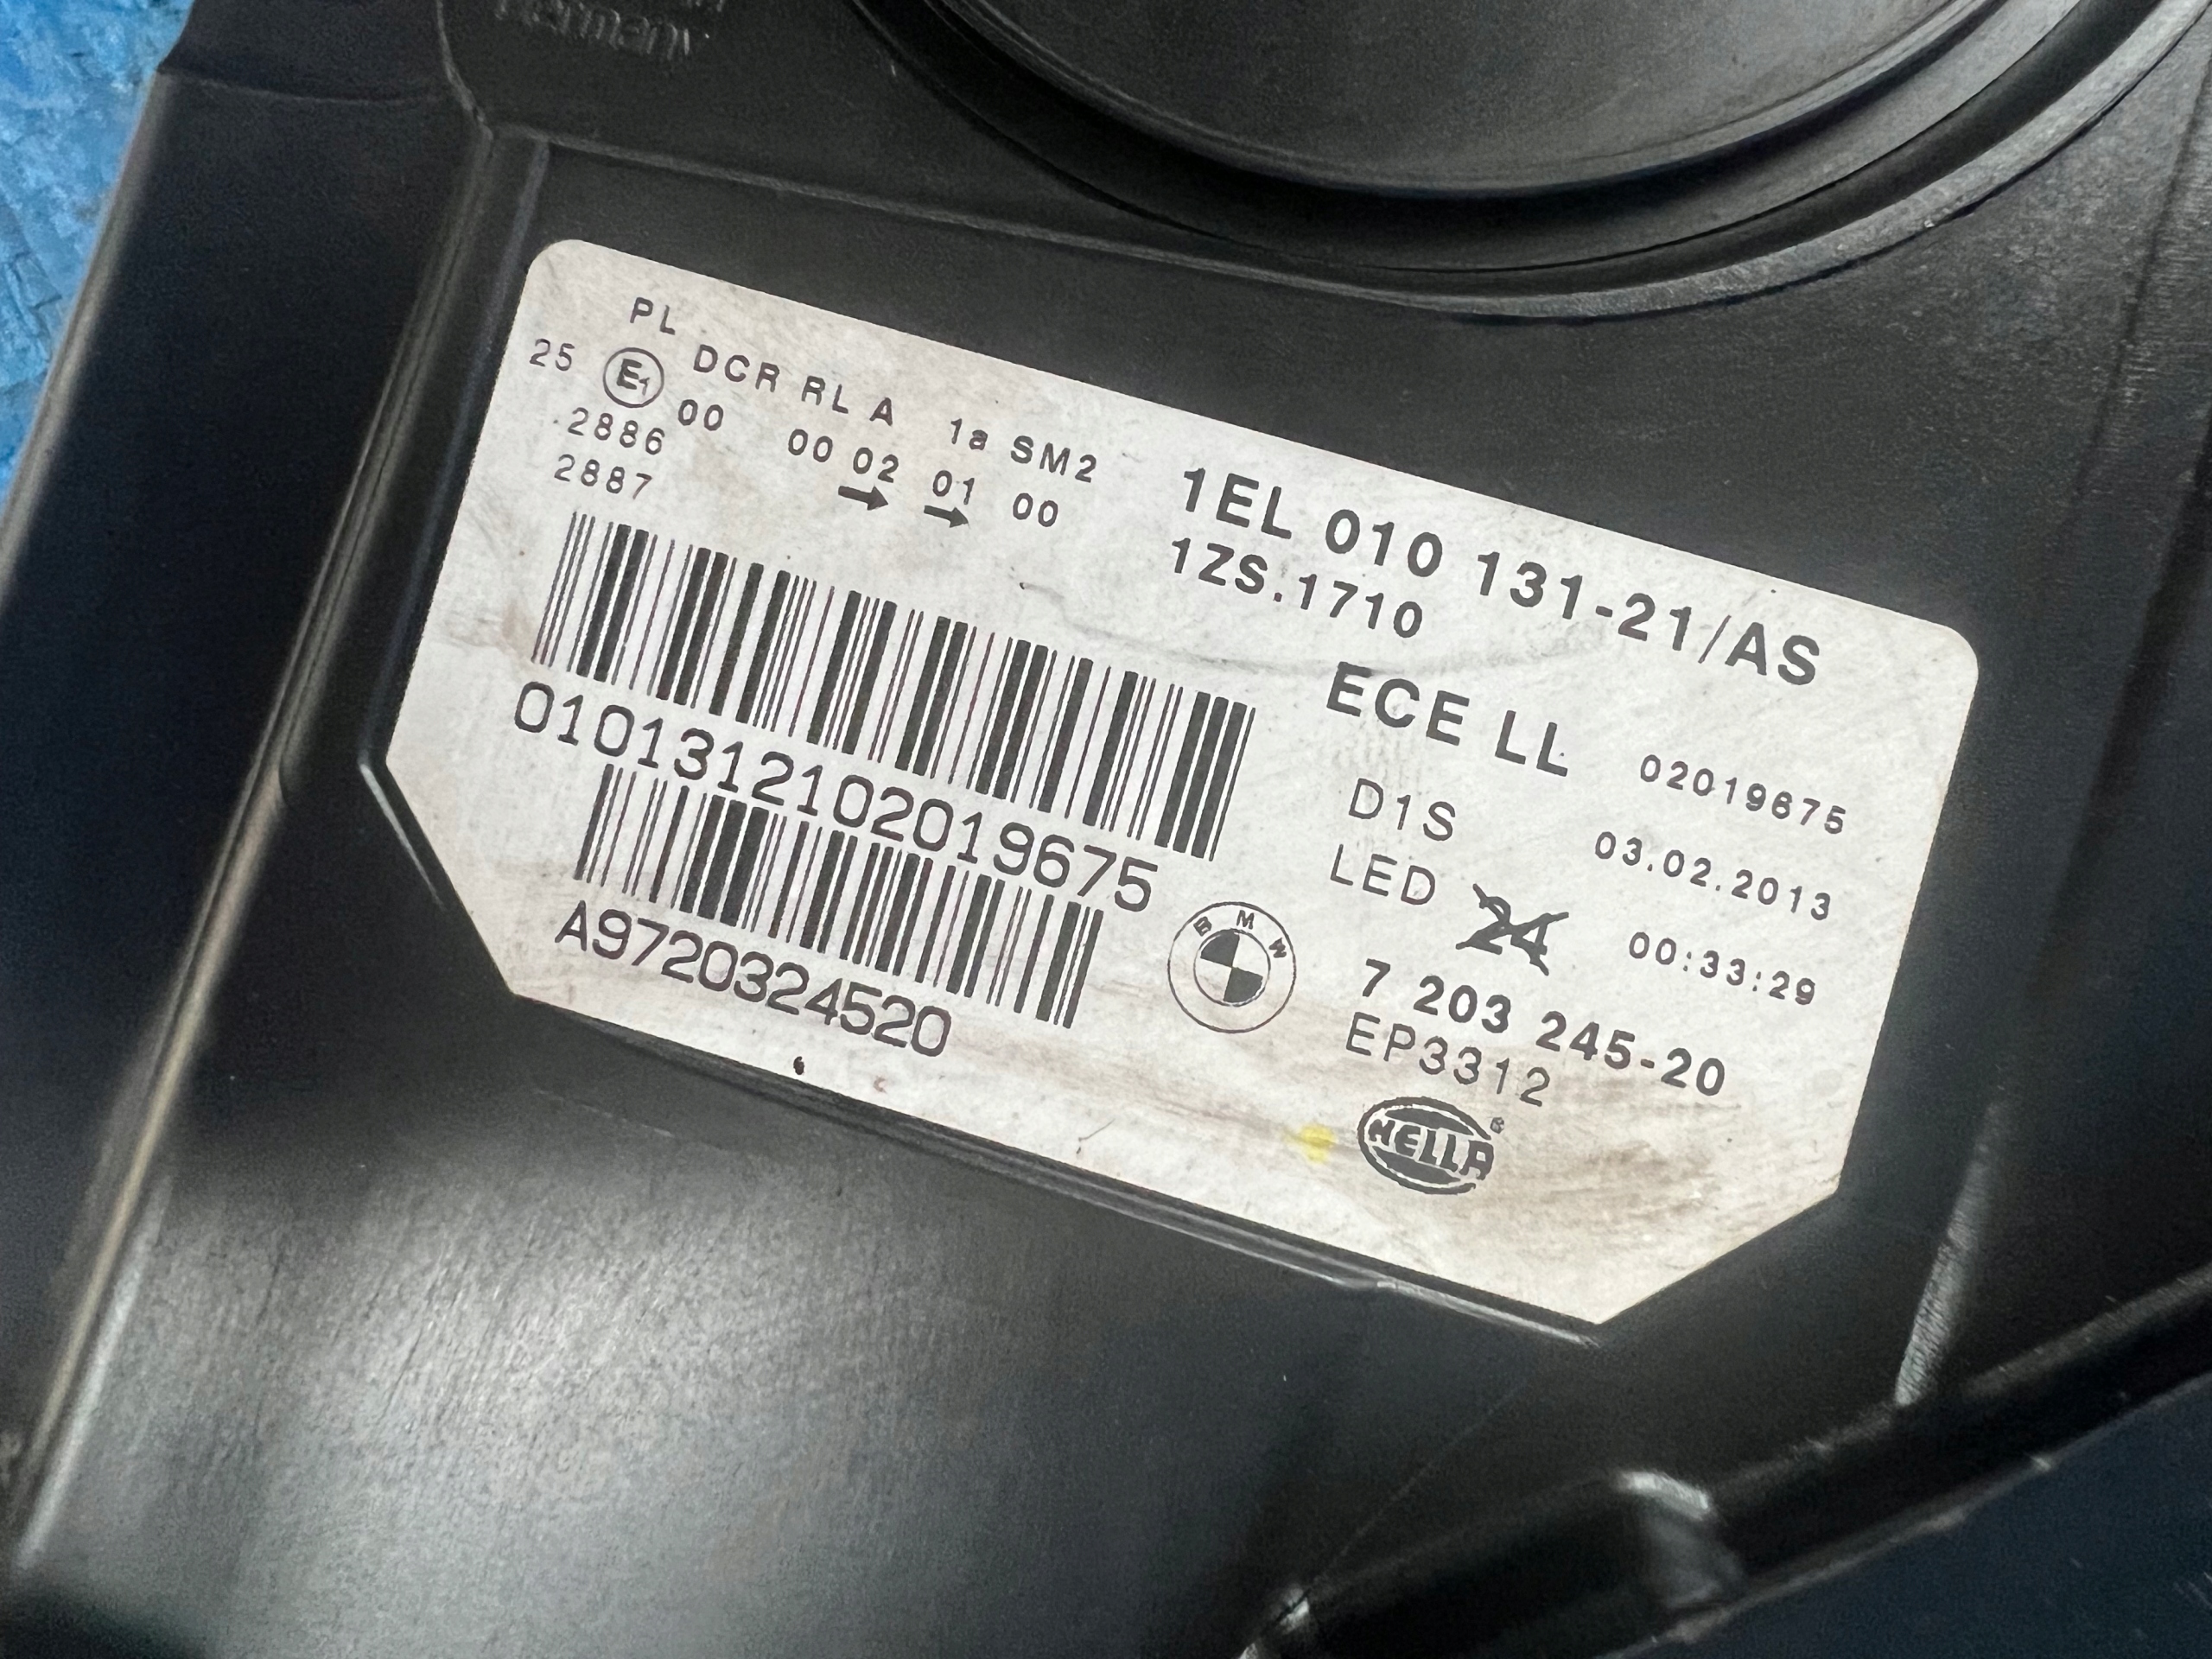 PL DCR RL A 1a SM2
25 E1 00 00 02 01 00
2886
2887
1EL 010 131-21/AS
1ZS.1710
ECE LL 02019675
D1S 03.02.2013
LED 24 00:33:29
7 203 245-20
EP3312
0101312102019675
A9720324520
BMW
HELLA®